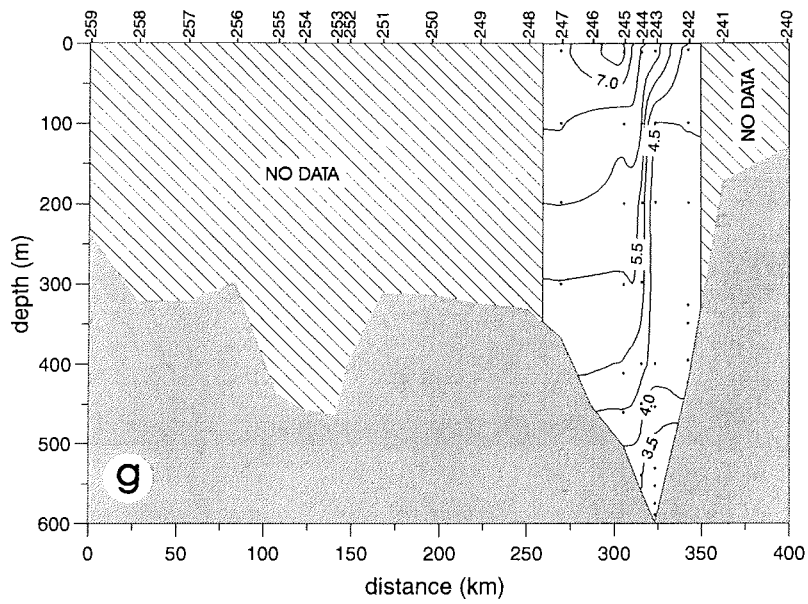 259 258 257 256 255 254 253 252 251 250 249 248 247 246 245 244 243 242 241 240
0
100
200
300
400
500
600
depth (m)
NO DATA
NO DATA
7.0
4.5
5.5
4.0
3.5
g
0 50 100 150 200 250 300 350 400
distance (km)